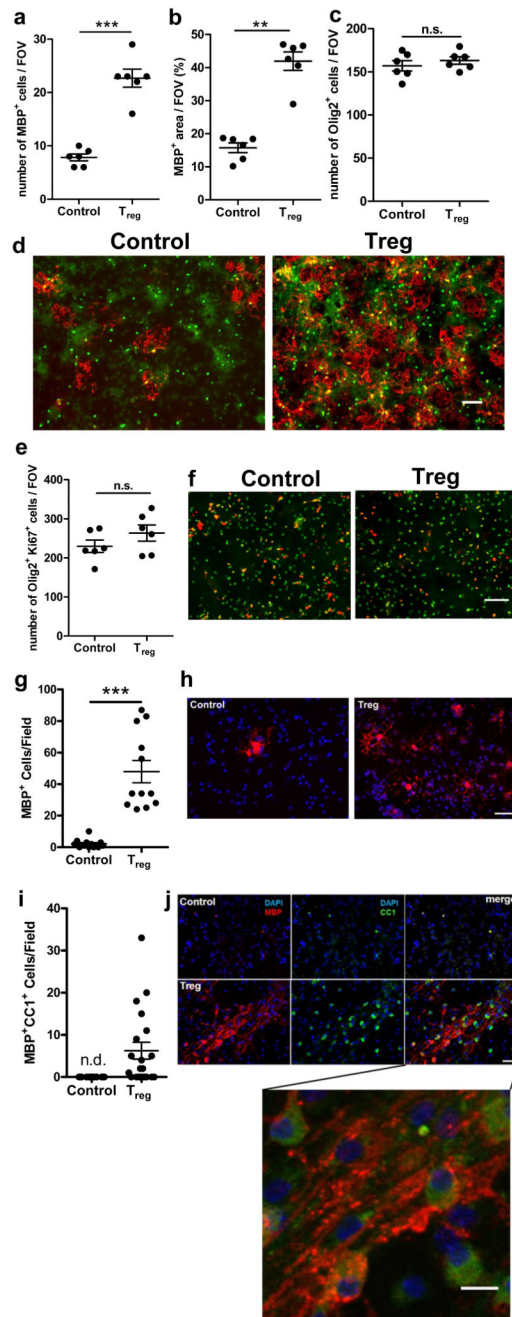 a
***
number of MBP⁺ cells / FOV
30
20
10
0
Control
Treg
b
**
MBP⁺ area / FOV (%)
50
40
30
20
10
0
Control
Treg
c
n.s.
number of Olig2⁺ cells / FOV
200
150
100
50
0
Control
Treg
d
Control
Treg
e
n.s.
number of Olig2⁺ Ki67⁺ cells / FOV
400
300
200
100
0
Control
Treg
f
Control
Treg
g
***
MBP⁺ Cells/Field
100
80
60
40
20
0
Control
Treg
h
Control
Treg
i
MBP⁺CC1⁺ Cells/Field
40
30
20
10
0
n.d.
Control
Treg
j
Control
DAPI
MBP
DAPI
CC1
merge
Treg